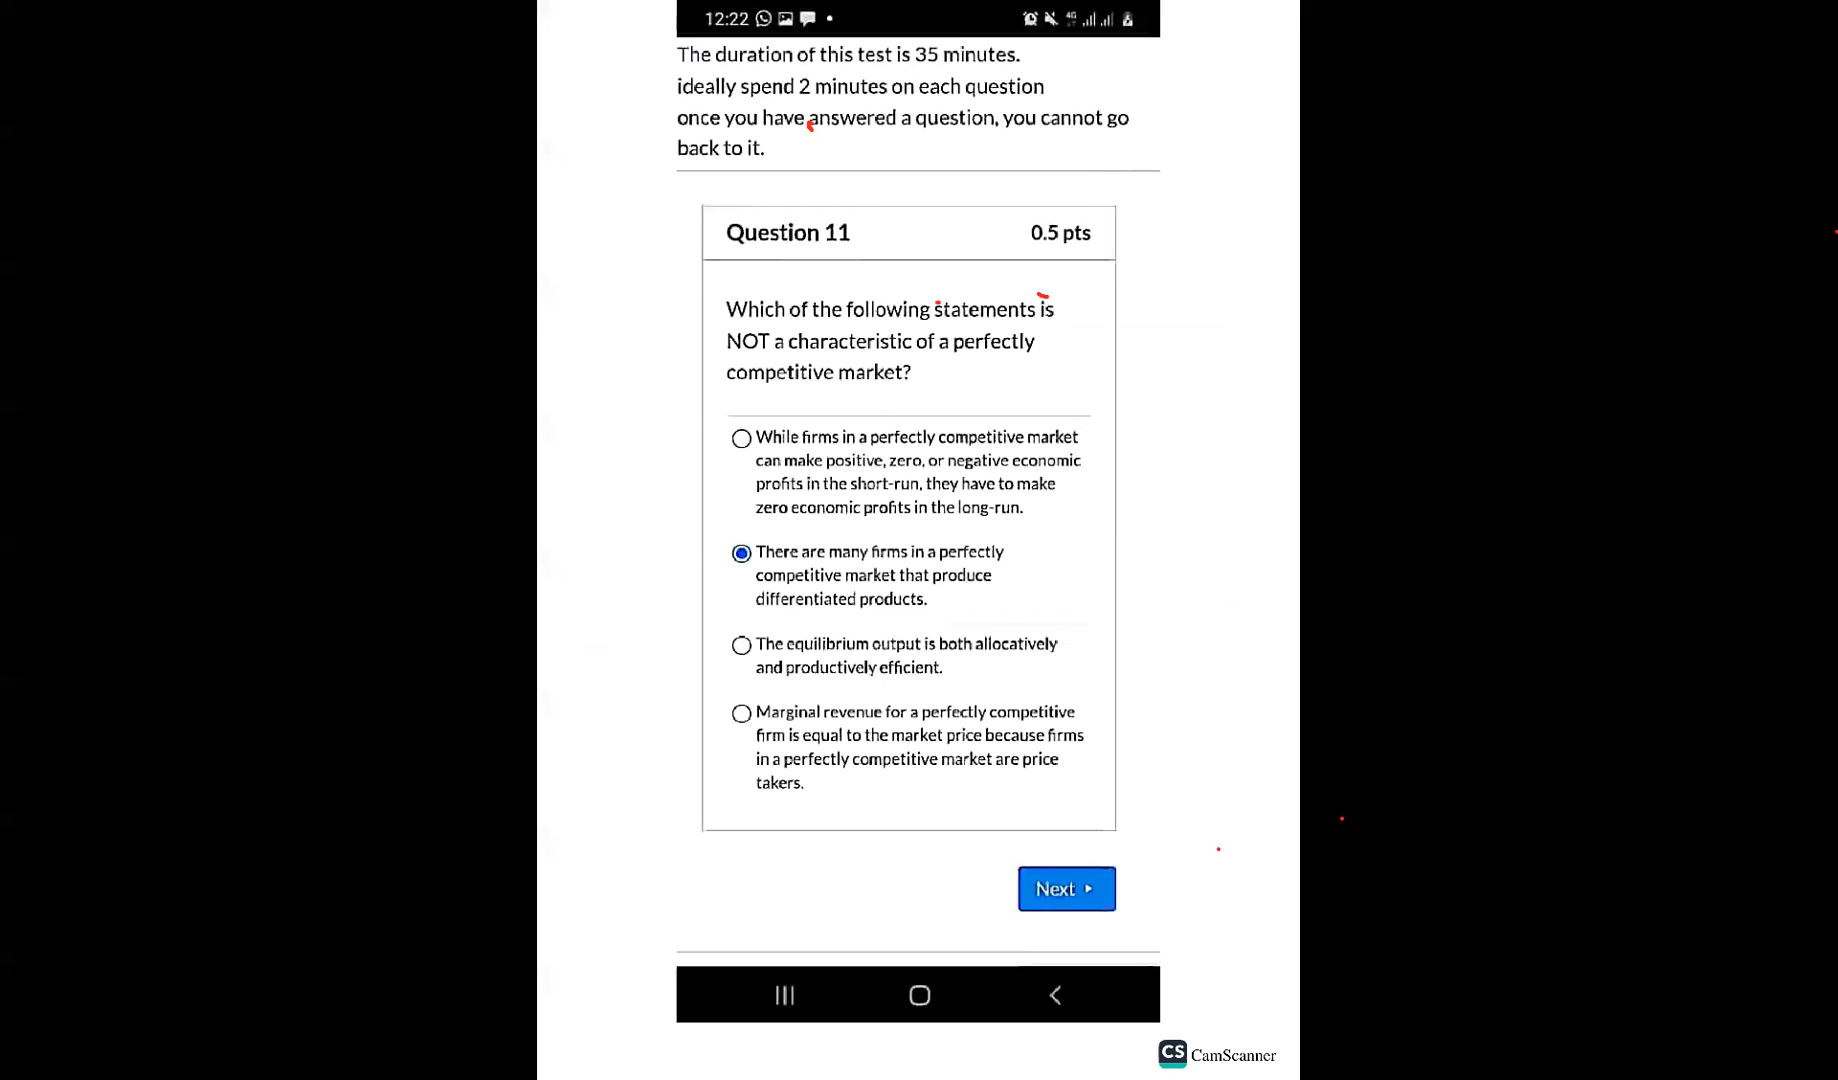 12:22
4G
The duration of this test is 35 minutes.
ideally spend 2 minutes on each question
once you have answered a question, you cannot go
back to it.
Question 11 0.5 pts
Which of the following statements is
NOT a characteristic of a perfectly
competitive market?
While firms in a perfectly competitive market
can make positive, zero, or negative economic
profits in the short-run, they have to make
zero economic profits in the long-run.
There are many firms in a perfectly
competitive market that produce
differentiated products.
The equilibrium output is both allocatively
and productively efficient.
Marginal revenue for a perfectly competitive
firm is equal to the market price because firms
in a perfectly competitive market are price
takers.
Next
CS CamScanner